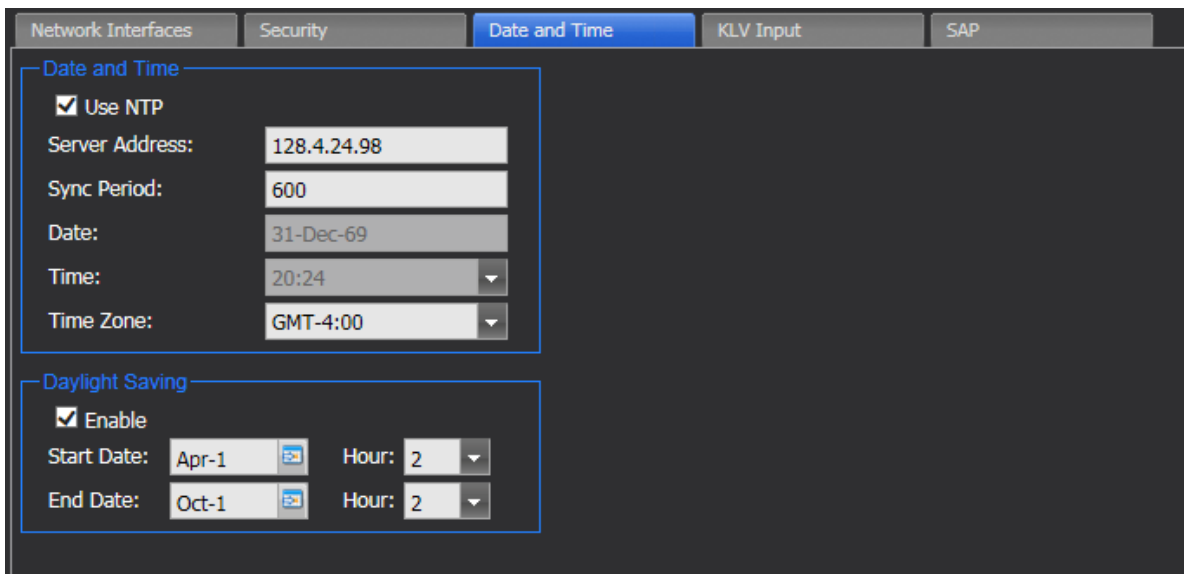 Network Interfaces Security Date and Time KLV Input SAP
Date and Time
Use NTP
Server Address: 128.4.24.98
Sync Period: 600
Date: 31-Dec-69
Time: 20:24
Time Zone: GMT-4:00
Daylight Saving
Enable
Start Date: Apr-1 Hour: 2
End Date: Oct-1 Hour: 2